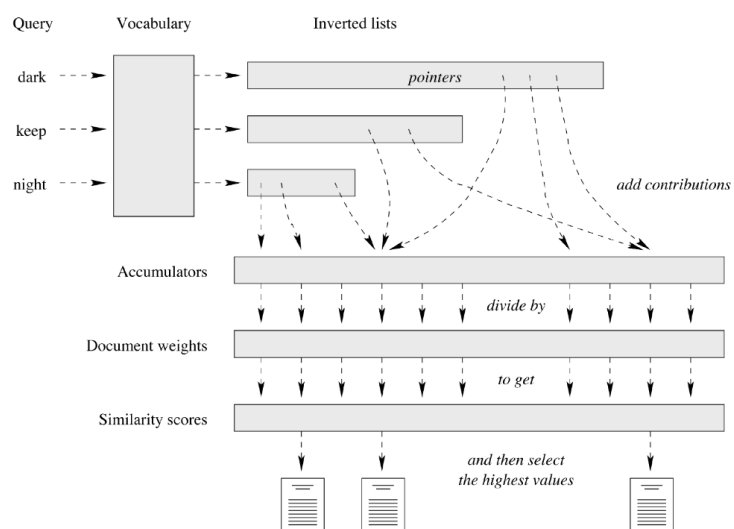 Query Vocabulary Inverted lists
dark
pointers
keep
night
add contributions
Accumulators
divide by
Document weights
to get
Similarity scores
and then select
the highest values